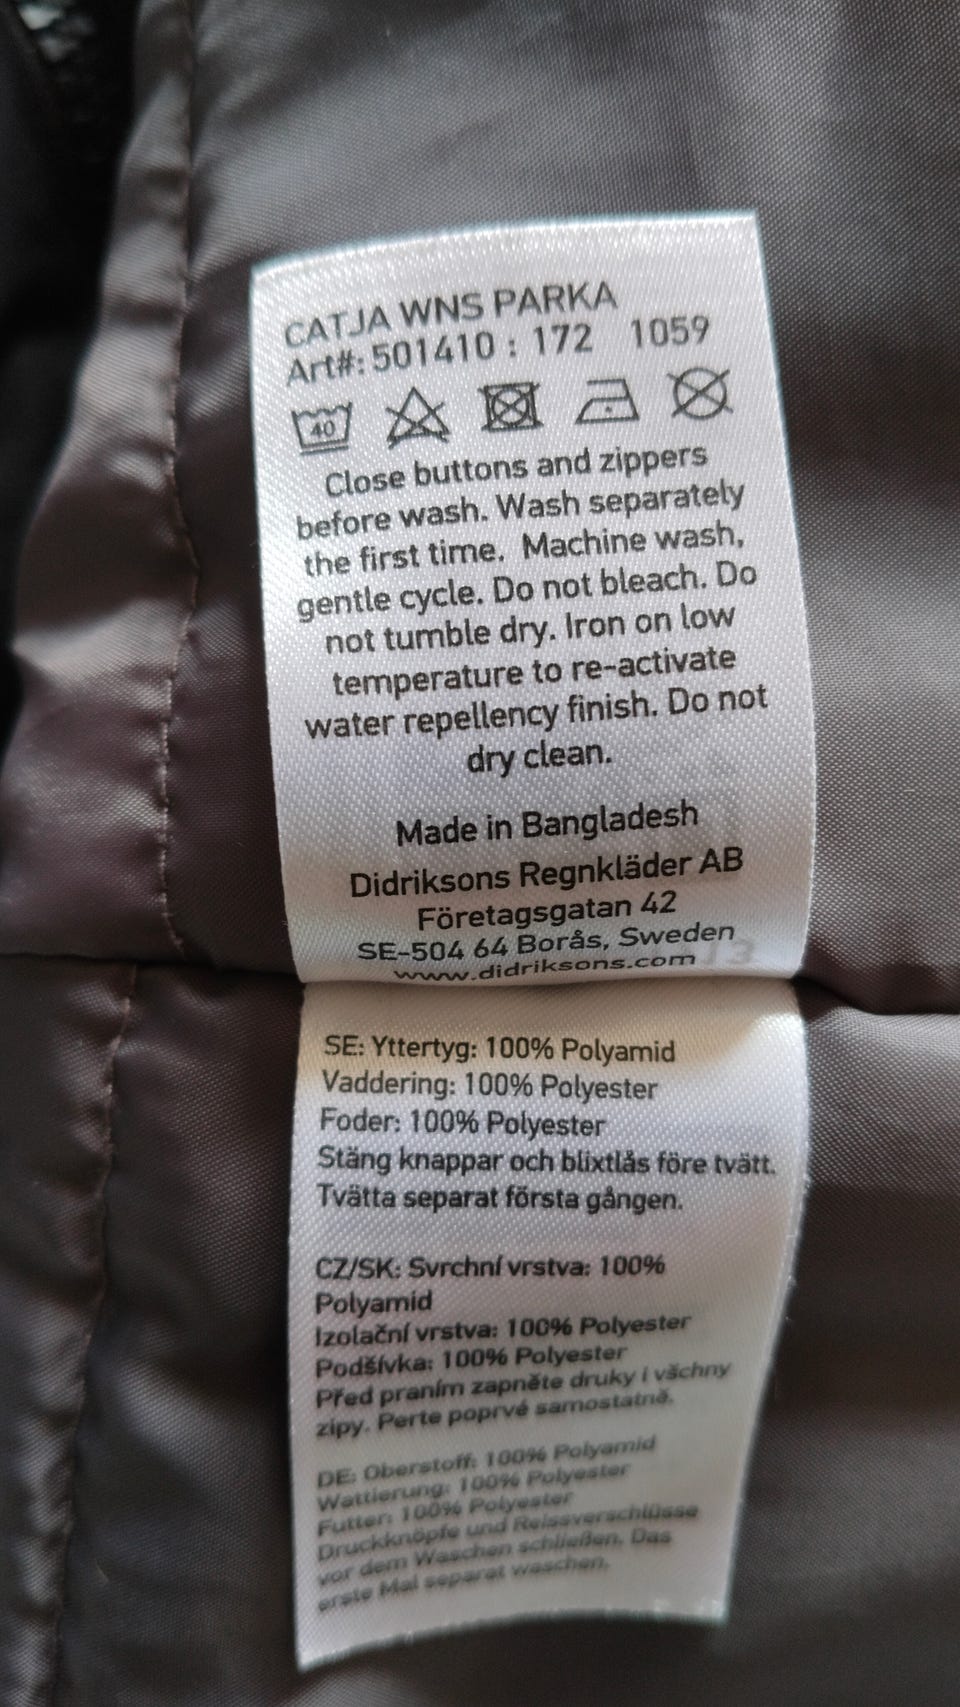 CATJA WNS PARKA
Art#: 501410 : 172 1059
40
Close buttons and zippers
before wash. Wash separately
the first time. Machine wash,
gentle cycle. Do not bleach. Do
not tumble dry. Iron on low
temperature to re-activate
water repellency finish. Do not
dry clean.
Made in Bangladesh
Didriksons Regnkläder AB
Företagsgatan 42
SE-504 64 Borås, Sweden
www.didriksons.com
SE: Yttertyg: 100% Polyamid
Vaddering: 100% Polyester
Foder: 100% Polyester
Stäng knappar och blixtlås före tvätt.
Tvätta separat första gången.
CZ/SK: Svrchní vrstva: 100%
Polyamid
Izolační vrstva: 100% Polyester
Podšívka: 100% Polyester
Před praním zapněte druky i všchny
zipy. Perte poprvé samostatně.
DE: Oberstoff: 100% Polyamid
Wattierung: 100% Polyester
Futter: 100% Polyester
Druckknöpfe und Reissverschlüsse
vor dem Waschen schließen. Das
erste Mal separat waschen.